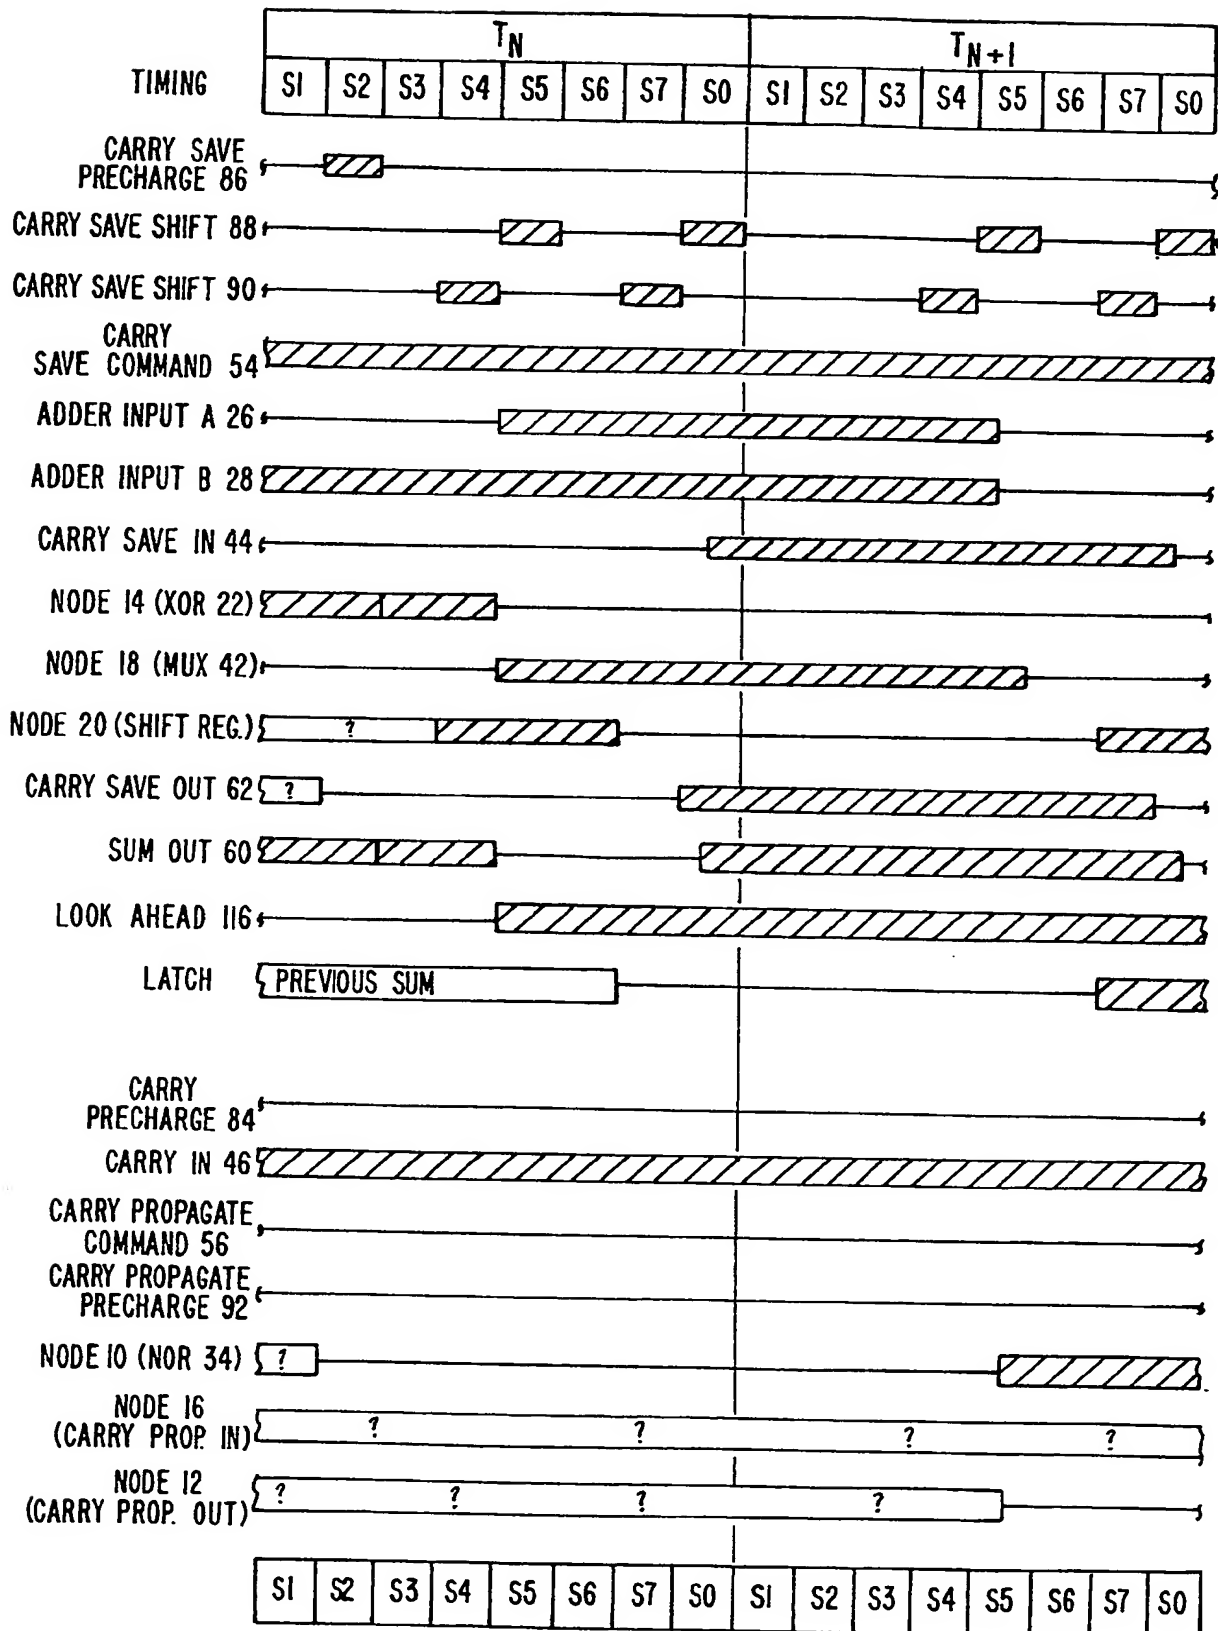 TN TN+1
TIMING S1 S2 S3 S4 S5 S6 S7 S0 S1 S2 S3 S4 S5 S6 S7 S0
CARRY SAVE
PRECHARGE 86
CARRY SAVE SHIFT 88
CARRY SAVE SHIFT 90
CARRY
SAVE COMMAND 54
ADDER INPUT A 26
ADDER INPUT B 28
CARRY SAVE IN 44
NODE 14 (XOR 22)
NODE 18 (MUX 42)
NODE 20 (SHIFT REG.) ?
CARRY SAVE OUT 62 ?
SUM OUT 60
LOOK AHEAD 116
LATCH PREVIOUS SUM
CARRY
PRECHARGE 84
CARRY IN 46
CARRY PROPAGATE
COMMAND 56
CARRY PROPAGATE
PRECHARGE 92
NODE 10 (NOR 34) ?
NODE 16
(CARRY PROP. IN) ? ? ? ?
NODE 12
(CARRY PROP. OUT) ? ? ? ?
S1 S2 S3 S4 S5 S6 S7 S0 S1 S2 S3 S4 S5 S6 S7 S0